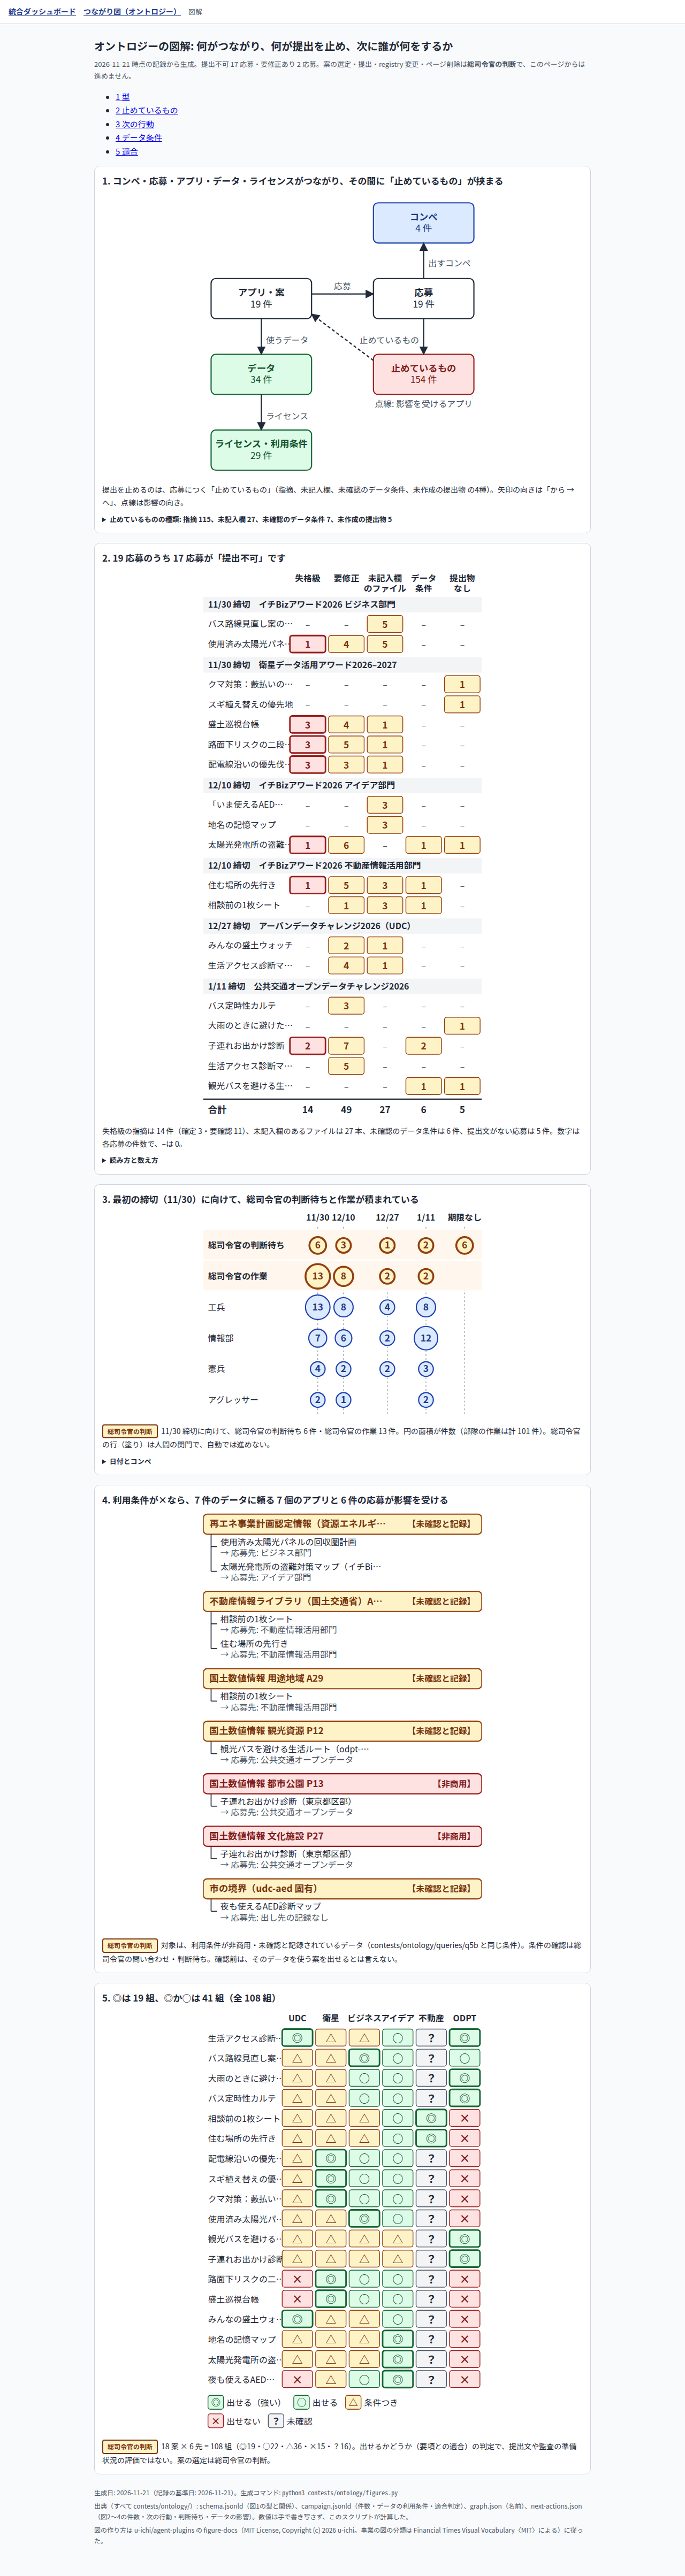 統合ダッシュボード つながり図（オントロジー） 図解
オントロジーの図解: 何がつながり、何が提出を止め、次に誰が何をするか
2026-11-21 時点の記録から生成。提出不可 17 応募・要修正あり 2 応募。案の選定・提出・registry 変更・ページ削除は総司令官の判断で、このページからは
進めません。
1 型
2 止めているもの
3 次の行動
4 データ条件
5 適合
1. コンペ・応募・アプリ・データ・ライセンスがつながり、その間に「止めているもの」が挟まる
コンペ
4 件
出すコンペ
アプリ・案
19 件
応募
応募
19 件
使うデータ
止めているもの
データ
34 件
止めているもの
154 件
点線: 影響を受けるアプリ
ライセンス
ライセンス・利用条件
29 件
提出を止めるのは、応募につく「止めているもの」（指摘、未記入欄、未確認のデータ条件、未作成の提出物 の4種）。矢印の向きは「から →
へ」、点線は影響の向き。
▶ 止めているものの種類: 指摘 115、未記入欄 27、未確認のデータ条件 7、未作成の提出物 5
2. 19 応募のうち 17 応募が「提出不可」です
失格級 要修正 未記入欄 データ 提出物
のファイル 条件 なし
11/30 締切 イチBizアワード2026 ビジネス部門
バス路線見直し案の… – – 5 – –
使用済み太陽光パネ… 1 4 5 – –
11/30 締切 衛星データ活用アワード2026–2027
クマ対策：藪払いの… – – – – 1
スギ植え替えの優先地 – – – – 1
盛土巡視台帳 3 4 1 – –
路面下リスクの二段… 3 5 1 – –
配電線沿いの優先伐… 3 3 1 – –
12/10 締切 イチBizアワード2026 アイデア部門
「いま使えるAED… – – 3 – –
地名の記憶マップ – – 3 – –
太陽光発電所の盗難… 1 6 – 1 1
12/10 締切 イチBizアワード2026 不動産情報活用部門
住む場所の先行き 1 5 3 1 –
相談前の1枚シート – 1 3 1 –
12/27 締切 アーバンデータチャレンジ2026（UDC）
みんなの盛土ウォッチ – 2 1 – –
生活アクセス診断マ… – 4 1 – –
1/11 締切 公共交通オープンデータチャレンジ2026
バス定時性カルテ – 3 – – –
大雨のときに避けた… – – – – 1
子連れお出かけ診断 2 7 – 2 –
生活アクセス診断マ… – 5 – – –
観光バスを避ける生… – – – 1 1
合計 14 49 27 6 5
失格級の指摘は 14 件（確定 3・要確認 11）、未記入欄のあるファイルは 27 本、未確認のデータ条件は 6 件、提出文がない応募は 5 件。数字は
各応募の件数で、–は 0。
▶ 読み方と数え方
3. 最初の締切（11/30）に向けて、総司令官の判断待ちと作業が積まれている
11/30 12/10 12/27 1/11 期限なし
総司令官の判断待ち 6 3 1 2 6
総司令官の作業 13 8 2 2
工兵 13 8 4 8
情報部 7 6 2 12
憲兵 4 2 2 3
アグレッサー 2 1 2
総司令官の判断 11/30 締切に向けて、総司令官の判断待ち 6 件・総司令官の作業 13 件。円の面積が件数（部隊の作業は計 101 件）。総司令官
の行（塗り）は人間の関門で、自動では進めない。
▶ 日付とコンペ
4. 利用条件が×なら、7 件のデータに頼る 7 個のアプリと 6 件の応募が影響を受ける
再エネ事業計画認定情報（資源エネルギ… 【未確認と記録】
使用済み太陽光パネルの回収圏計画
→ 応募先: ビジネス部門
太陽光発電所の盗難対策マップ（イチBi…
→ 応募先: アイデア部門
不動産情報ライブラリ（国土交通省）A… 【未確認と記録】
相談前の1枚シート
→ 応募先: 不動産情報活用部門
住む場所の先行き
→ 応募先: 不動産情報活用部門
国土数値情報 用途地域 A29 【未確認と記録】
相談前の1枚シート
→ 応募先: 不動産情報活用部門
国土数値情報 観光資源 P12 【未確認と記録】
観光バスを避ける生活ルート（odpt-…
→ 応募先: 公共交通オープンデータ
国土数値情報 都市公園 P13 【非商用】
子連れお出かけ診断（東京都区部）
→ 応募先: 公共交通オープンデータ
国土数値情報 文化施設 P27 【非商用】
子連れお出かけ診断（東京都区部）
→ 応募先: 公共交通オープンデータ
市の境界（udc-aed 固有） 【未確認と記録】
夜も使えるAED診断マップ
→ 応募先: 出し先の記録なし
総司令官の判断 対象は、利用条件が非商用・未確認と記録されているデータ（contests/ontology/queries/q5b と同じ条件）。条件の確認は総
司令官の問い合わせ・判断待ち。確認前は、そのデータを使う案を出せるとは言えない。
5. ◎は 19 組、◎か○は 41 組（全 108 組）
UDC 衛星 ビジネス アイデア 不動産 ODPT
生活アクセス診断… ◎ △ △ ○ ? ◎
バス路線見直し案… △ △ ◎ ○ ? ○
大雨のときに避け… △ △ ○ ○ ? ◎
バス定時性カルテ △ △ ○ ○ ? ◎
相談前の1枚シート △ △ △ ○ ◎ ×
住む場所の先行き △ △ △ ○ ◎ ×
配電線沿いの優先… △ ◎ ○ ○ ? ×
スギ植え替えの優… △ ◎ ○ ○ ? ×
クマ対策：藪払い… △ ◎ ○ ○ ? ×
使用済み太陽光パ… △ △ ◎ ○ ? ×
観光バスを避ける… △ △ △ △ ? ◎
子連れお出かけ診断 △ △ △ △ ? ◎
路面下リスクの二… × ◎ ○ ○ ? ×
盛土巡視台帳 × ◎ ○ ○ ? ×
みんなの盛土ウォ… ◎ △ △ ○ ? ×
地名の記憶マップ △ △ △ ◎ ? ×
太陽光発電所の盗… △ △ △ ◎ ? ×
夜も使えるAED… × △ ○ ◎ ? ×
◎ 出せる（強い） ○ 出せる △ 条件つき
× 出せない ? 未確認
総司令官の判断 18 案 × 6 先 = 108 組（◎19・○22・△36・×15・？16）。出せるかどうか（要項との適合）の判定で、提出文や監査の準備
状況の評価ではない。案の選定は総司令官の判断。
生成日: 2026-11-21（記録の基準日: 2026-11-21）。生成コマンド: python3 contests/ontology/figures.py
出典（すべて contests/ontology/）: schema.jsonld（図1の型と関係）、campaign.jsonld（件数・データの利用条件・適合判定）、graph.json（名前）、next-actions.json
（図2〜4の件数・次の行動・判断待ち・データの影響）。数値は手で書き写さず、このスクリプトが計算した。
図の作り方は u-ichi/agent-plugins の figure-docs（MIT License, Copyright (c) 2026 u-ichi）。事業の図の分類は Financial Times Visual Vocabulary（MIT）による）に従っ
た。